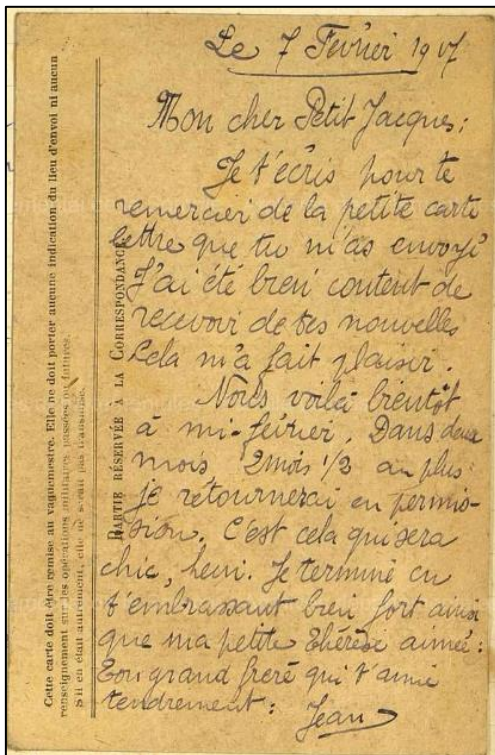 Le 7 Février 1917
Mon cher Petit Jacques:
Je t'écris pour te
remercier de la petite carte
lettre que tu m'as envoyé
J'ai été bien content de
recevoir de tes nouvelles
Cela m'a fait plaisir.
Nous voilà bientôt
à mi-février. Dans deux
mois 2 mois 1/2 au plus
je retournerai en permis-
sion. C'est cela qui sera
chic, hein. Je termine en
t'embrassant bien fort ainsi
que ma petite Thérèse aimée:
Ton grand frère qui t'aime
tendrement:
Jean
PARTIE RÉSERVÉE À LA CORRESPONDANCE
Cette carte doit être remise au vaguemestre. Elle ne doit porter aucune indication du lieu d'envoi ni aucun
renseignement sur les opérations militaires passées ou futures.
S'il en était autrement, elle ne serait pas transmise.